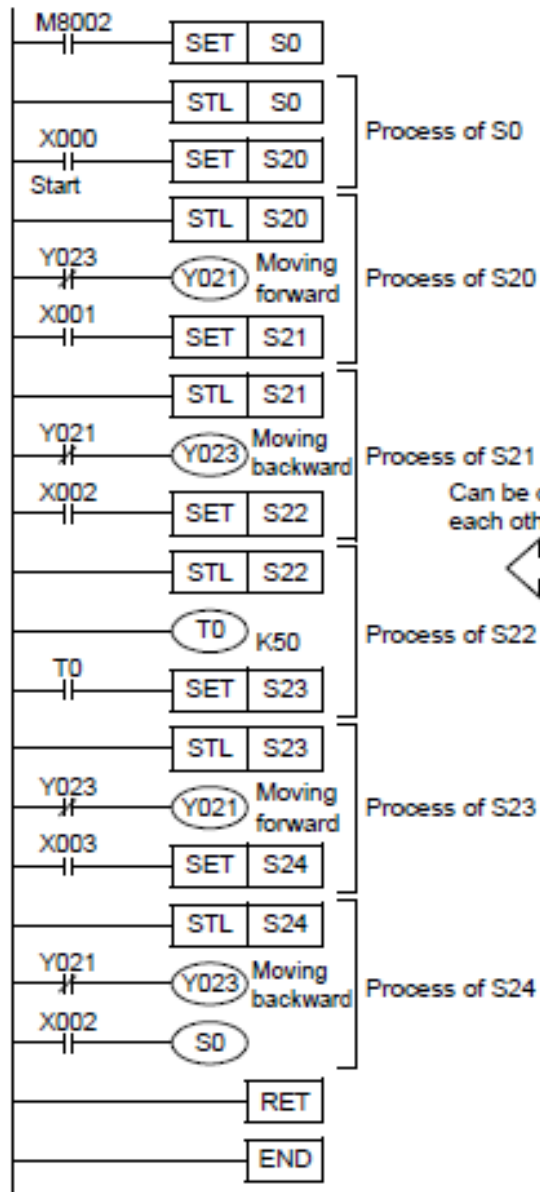 M8002
SET S0
STL S0
Process of S0
X000
SET S20
Start
STL S20
Y023
Y021 Moving forward
Process of S20
X001
SET S21
STL S21
Y021
Y023 Moving backward
Process of S21
X002
SET S22
Can be
each
STL S22
T0 K50
Process of S22
T0
SET S23
STL S23
Y023
Y021 Moving forward
Process of S23
X003
SET S24
STL S24
Y021
Y023 Moving backward
Process of S24
X002
S0
RET
END